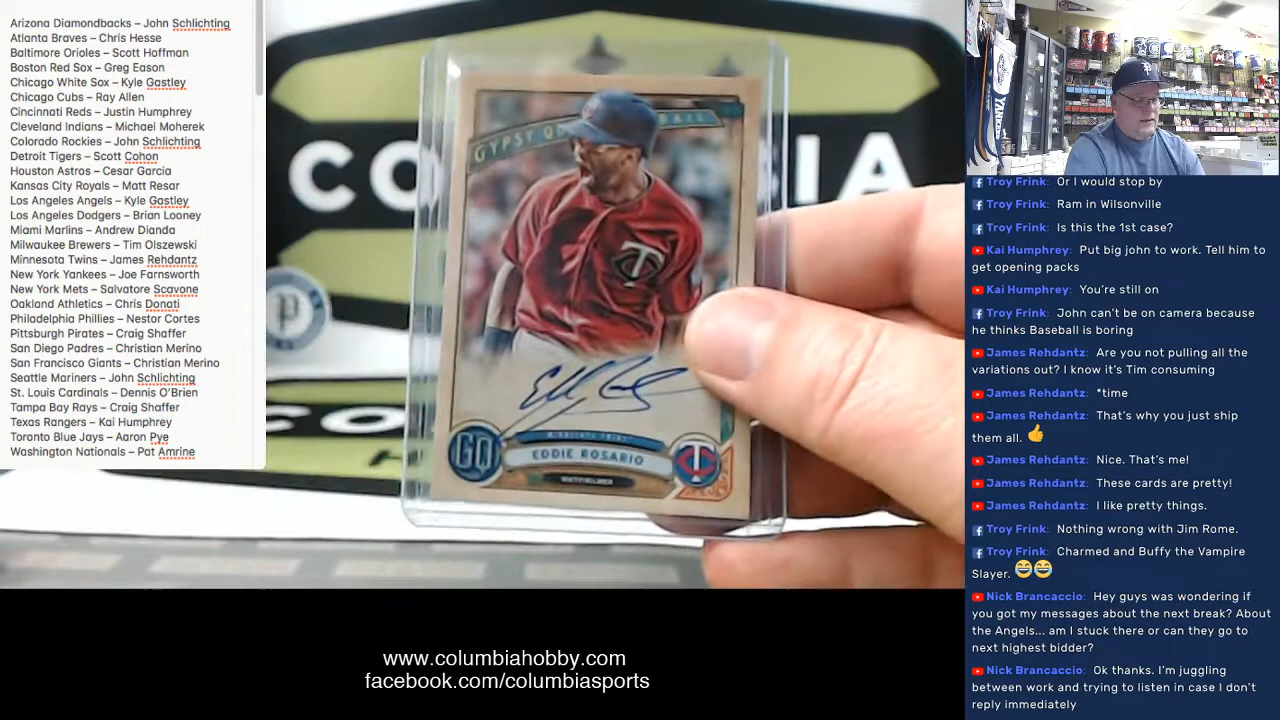 Arizona Diamondbacks – John Schlichting
Atlanta Braves – Chris Hesse
Baltimore Orioles – Scott Hoffman
Boston Red Sox – Greg Eason
Chicago White Sox – Kyle Gastley
Chicago Cubs – Ray Allen
Cincinnati Reds – Justin Humphrey
Cleveland Indians – Michael Moherek
Colorado Rockies – John Schlichting
Detroit Tigers – Scott Cohon
Houston Astros – Cesar Garcia
Kansas City Royals – Matt Resar
Los Angeles Angels – Kyle Gastley
Los Angeles Dodgers – Brian Looney
Miami Marlins – Andrew Dianda
Milwaukee Brewers – Tim Olszewski
Minnesota Twins – James Rehdantz
New York Yankees – Joe Farnsworth
New York Mets – Salvatore Scavone
Oakland Athletics – Chris Donati
Philadelphia Phillies – Nestor Cortes
Pittsburgh Pirates – Craig Shaffer
San Diego Padres – Christian Merino
San Francisco Giants – Christian Merino
Seattle Mariners – John Schlichting
St. Louis Cardinals – Dennis O'Brien
Tampa Bay Rays – Craig Shaffer
Texas Rangers – Kai Humphrey
Toronto Blue Jays – Aaron Pye
Washington Nationals – Pat Amrine
CO
BIA
P
GYPSY
T
GQ
EDDIE ROSARIO
TC
www.columbiahobby.com
facebook.com/columbiasports
YANK
Troy Frink: Or I would stop by
Troy Frink: Ram in Wilsonville
Troy Frink: Is this the 1st case?
Kai Humphrey: Put big john to work. Tell him to
get opening packs
Kai Humphrey: You're still on
Troy Frink: John can't be on camera because
he thinks Baseball is boring
James Rehdantz: Are you not pulling all the
variations out? I know it's Tim consuming
James Rehdantz: *time
James Rehdantz: That's why you just ship
them all. 👍
James Rehdantz: Nice. That's me!
James Rehdantz: These cards are pretty!
James Rehdantz: I like pretty things.
Troy Frink: Nothing wrong with Jim Rome.
Troy Frink: Charmed and Buffy the Vampire
Slayer. 😂😂
Nick Brancaccio: Hey guys was wondering if
you got my messages about the next break? About
the Angels... am I stuck there or can they go to
next highest bidder?
Nick Brancaccio: Ok thanks. I'm juggling
between work and trying to listen in case I don't
reply immediately